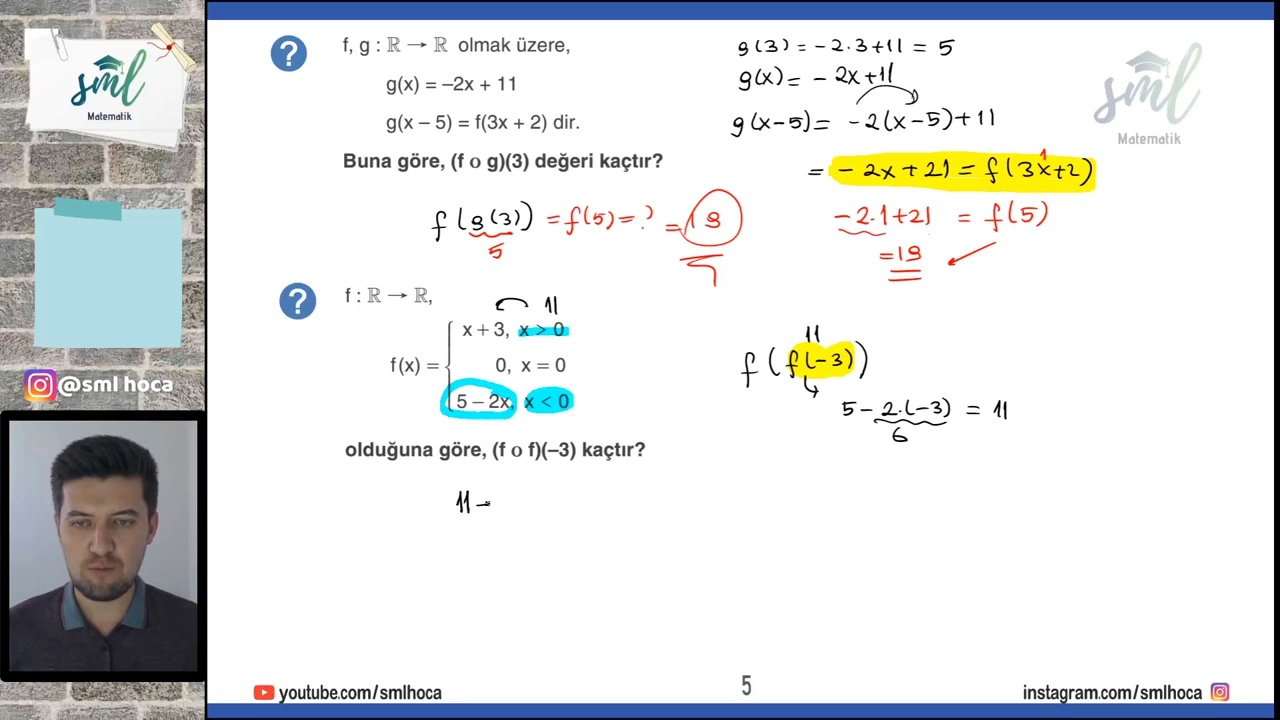 sml
Matematik
@sml hoca
?
f, g : ℝ → ℝ olmak üzere,
g(x) = –2x + 11
g(x – 5) = f(3x + 2) dir.
Buna göre, (f o g)(3) değeri kaçtır?
f(g(3)) = f(5) = ? = 19
5
g(3) = -2.3+11 = 5
g(x) = -2x+11
g(x-5) = -2(x-5)+11
1
= -2x+21 = f(3x+2)
-2.1+21 = f(5)
=19
sml
Matematik
?
f : ℝ → ℝ,
11
f(x) = { x + 3, x > 0
0, x = 0
5 – 2x, x < 0
olduğuna göre, (f o f)(–3) kaçtır?
11 -
11
f(f(-3))
5 - 2.(-3) = 11
6
youtube.com/smlhoca
5
instagram.com/smlhoca